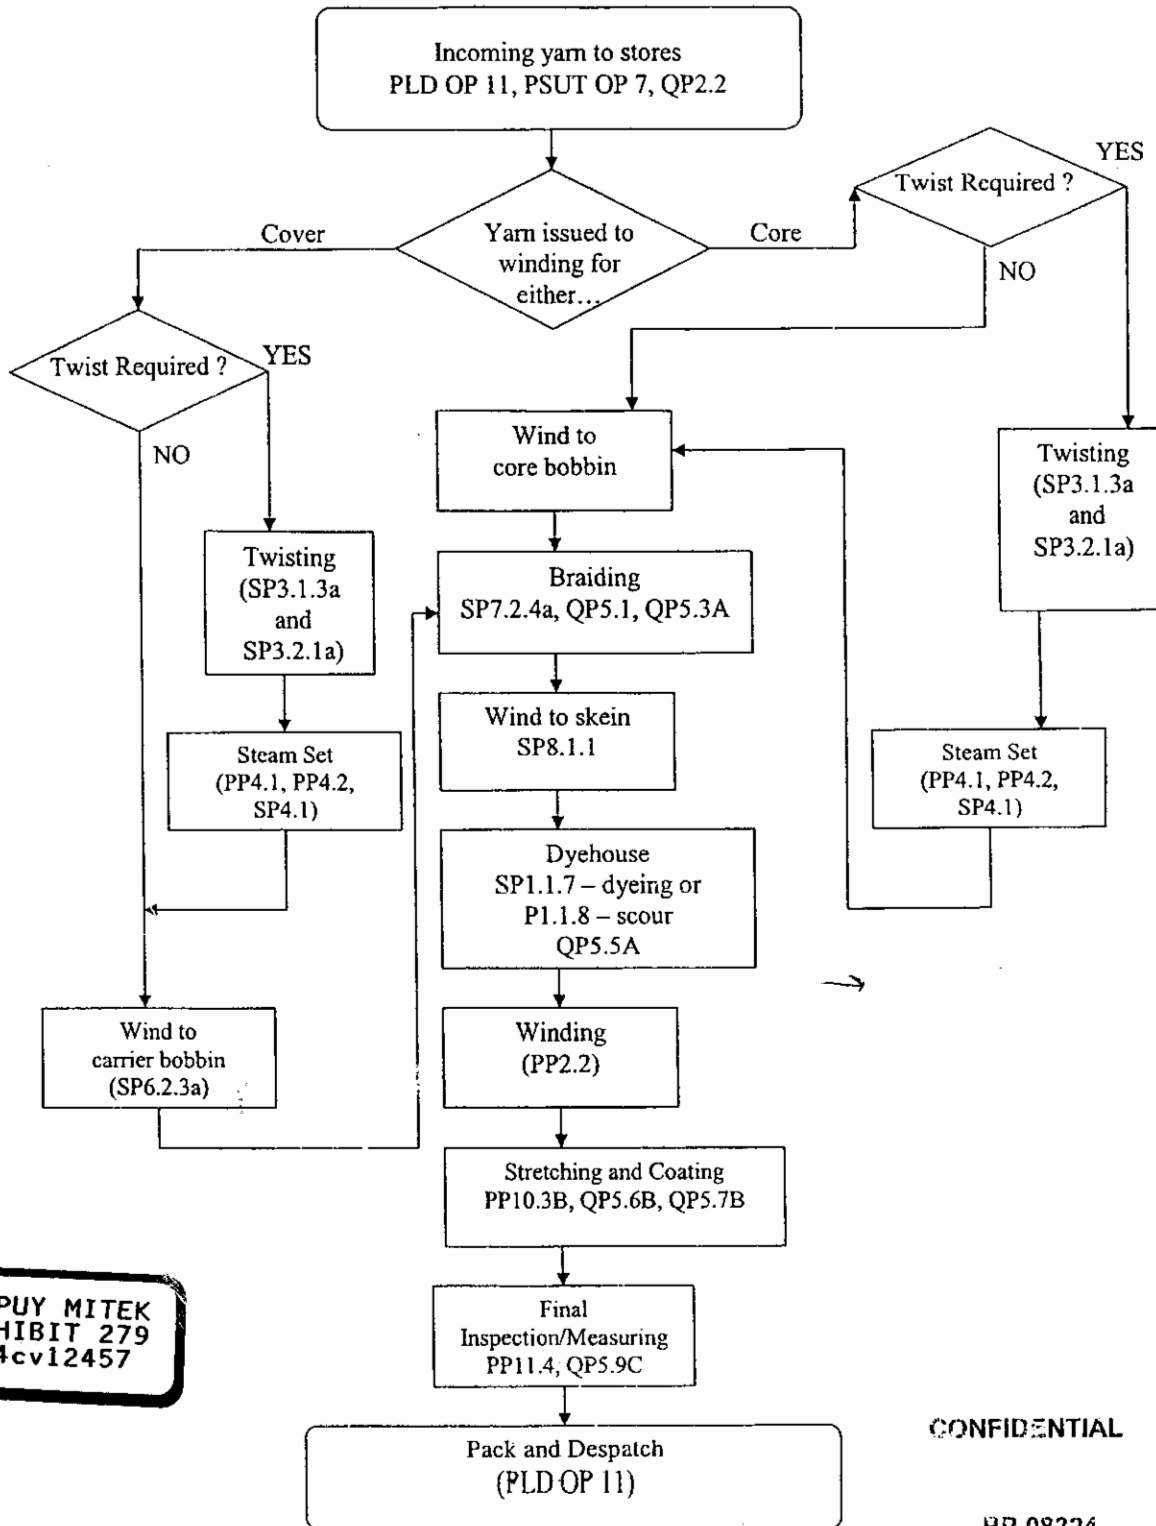 Incoming yarn to stores
PLD OP 11, PSUT OP 7, QP2.2
Twist Required ?
YES
NO
Cover
Yarn issued to
winding for
either...
Core
Twist Required ?
YES
NO
Wind to
core bobbin
Twisting
(SP3.1.3a
and
SP3.2.1a)
Twisting
(SP3.1.3a
and
SP3.2.1a)
Braiding
SP7.2.4a, QP5.1, QP5.3A
Wind to skein
SP8.1.1
Steam Set
(PP4.1, PP4.2,
SP4.1)
Steam Set
(PP4.1, PP4.2,
SP4.1)
Dyehouse
SP1.1.7 – dyeing or
P1.1.8 – scour
QP5.5A
Wind to
carrier bobbin
(SP6.2.3a)
Winding
(PP2.2)
Stretching and Coating
PP10.3B, QP5.6B, QP5.7B
PUY MITEK
HIBIT 279
4cv12457
Final
Inspection/Measuring
PP11.4, QP5.9C
Pack and Despatch
(PLD OP 11)
CONFIDENTIAL